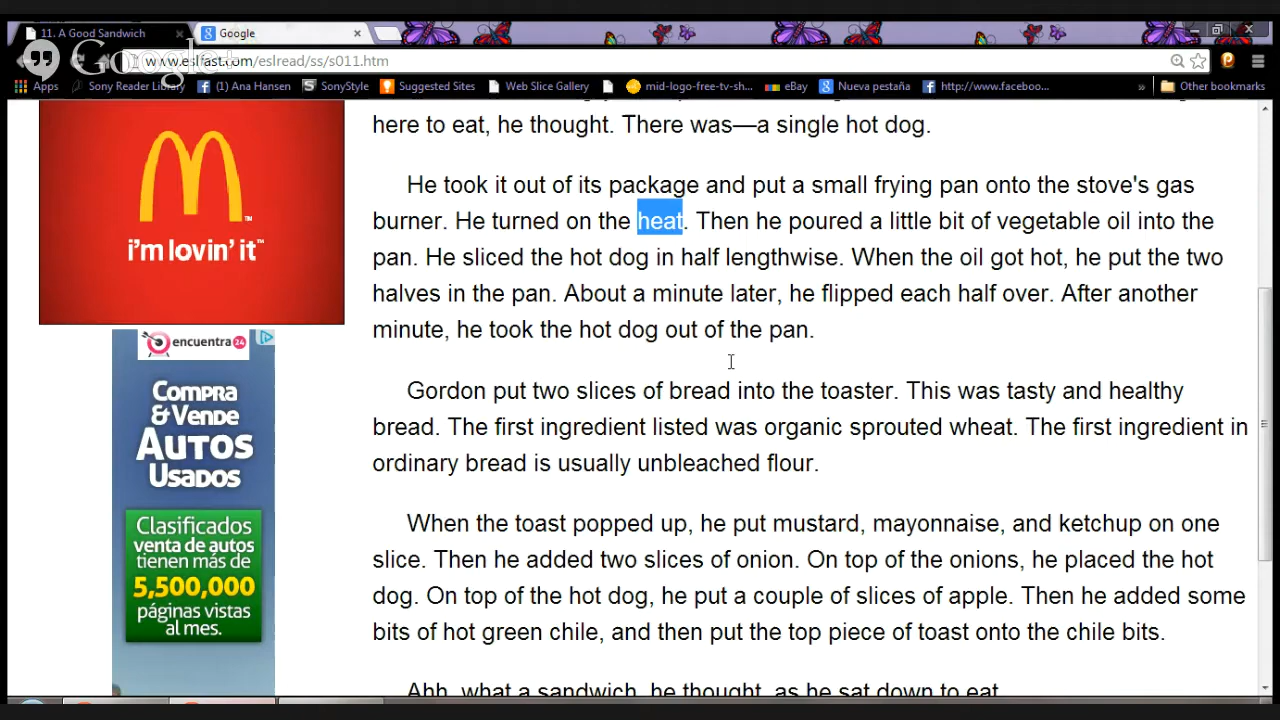 11. A Good Sandwich
Google
Google+
www.eslfast.com/eslread/ss/s011.htm
Apps
Sony Reader Library
(1) Ana Hansen
SonyStyle
Suggested Sites
Web Slice Gallery
mid-logo-free-tv-sh...
eBay
Nueva pestaña
http://www.faceboo...
»
Other bookmarks
here to eat, he thought. There was—a single hot dog.
He took it out of its package and put a small frying pan onto the stove's gas
burner. He turned on the heat. Then he poured a little bit of vegetable oil into the
pan. He sliced the hot dog in half lengthwise. When the oil got hot, he put the two
halves in the pan. About a minute later, he flipped each half over. After another
minute, he took the hot dog out of the pan.
Gordon put two slices of bread into the toaster. This was tasty and healthy
bread. The first ingredient listed was organic sprouted wheat. The first ingredient in
ordinary bread is usually unbleached flour.
When the toast popped up, he put mustard, mayonnaise, and ketchup on one
slice. Then he added two slices of onion. On top of the onions, he placed the hot
dog. On top of the hot dog, he put a couple of slices of apple. Then he added some
bits of hot green chile, and then put the top piece of toast onto the chile bits.
Ahh, what a sandwich, he thought, as he sat down to eat.
i'm lovin' it™
encuentra24
Compra
& Vende
Autos
Usados
Clasificados
venta de autos
tienen más de
5,500,000
páginas vistas
al mes.